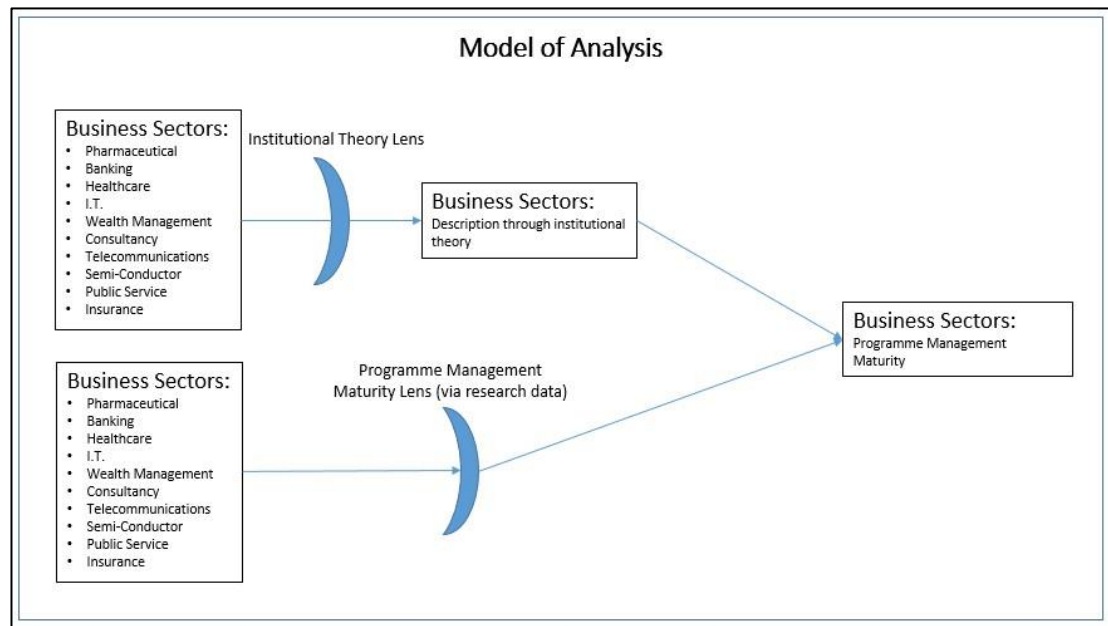 Model of Analysis
Business Sectors:
• Pharmaceutical
• Banking
• Healthcare
• I.T.
• Wealth Management
• Consultancy
• Telecommunications
• Semi-Conductor
• Public Service
• Insurance
Institutional Theory Lens
Business Sectors:
Description through institutional
theory
Business Sectors:
• Pharmaceutical
• Banking
• Healthcare
• I.T.
• Wealth Management
• Consultancy
• Telecommunications
• Semi-Conductor
• Public Service
• Insurance
Programme Management
Maturity Lens (via research data)
Business Sectors:
Programme Management
Maturity